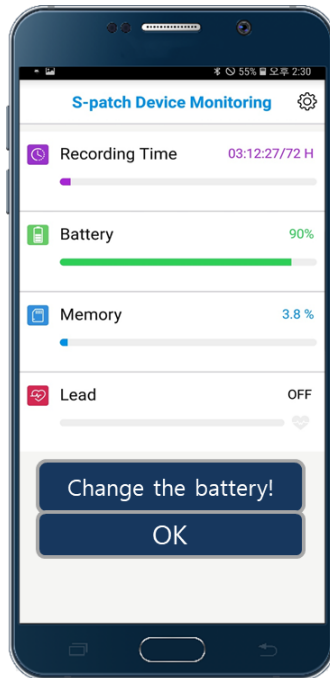 55% 오후 2:30
S-patch Device Monitoring
Recording Time 03:12:27/72 H
Battery 90%
Memory 3.8 %
Lead OFF
Change the battery!
OK